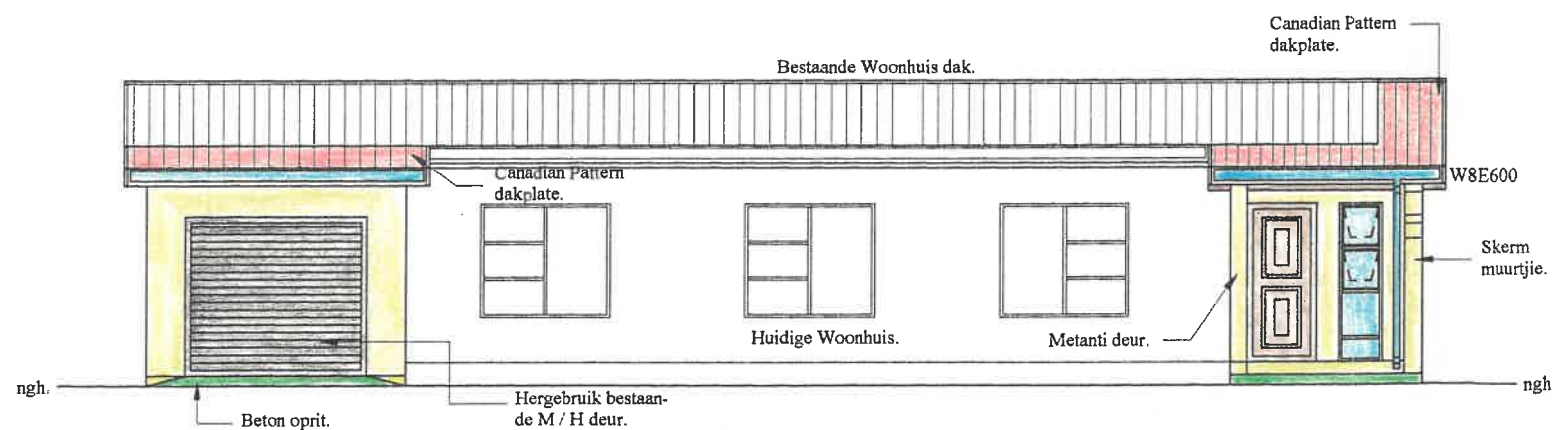 Canadian Pattern
dakplate.
Bestaande Woonhuis dak.
Canadian Pattern
dakplate.
W8E600
Skerm
muurtjie.
Huidige Woonhuis.
Metanti deur.
ngh.
ngh
Hergebruik bestaan-
de M / H deur.
Beton oprit.